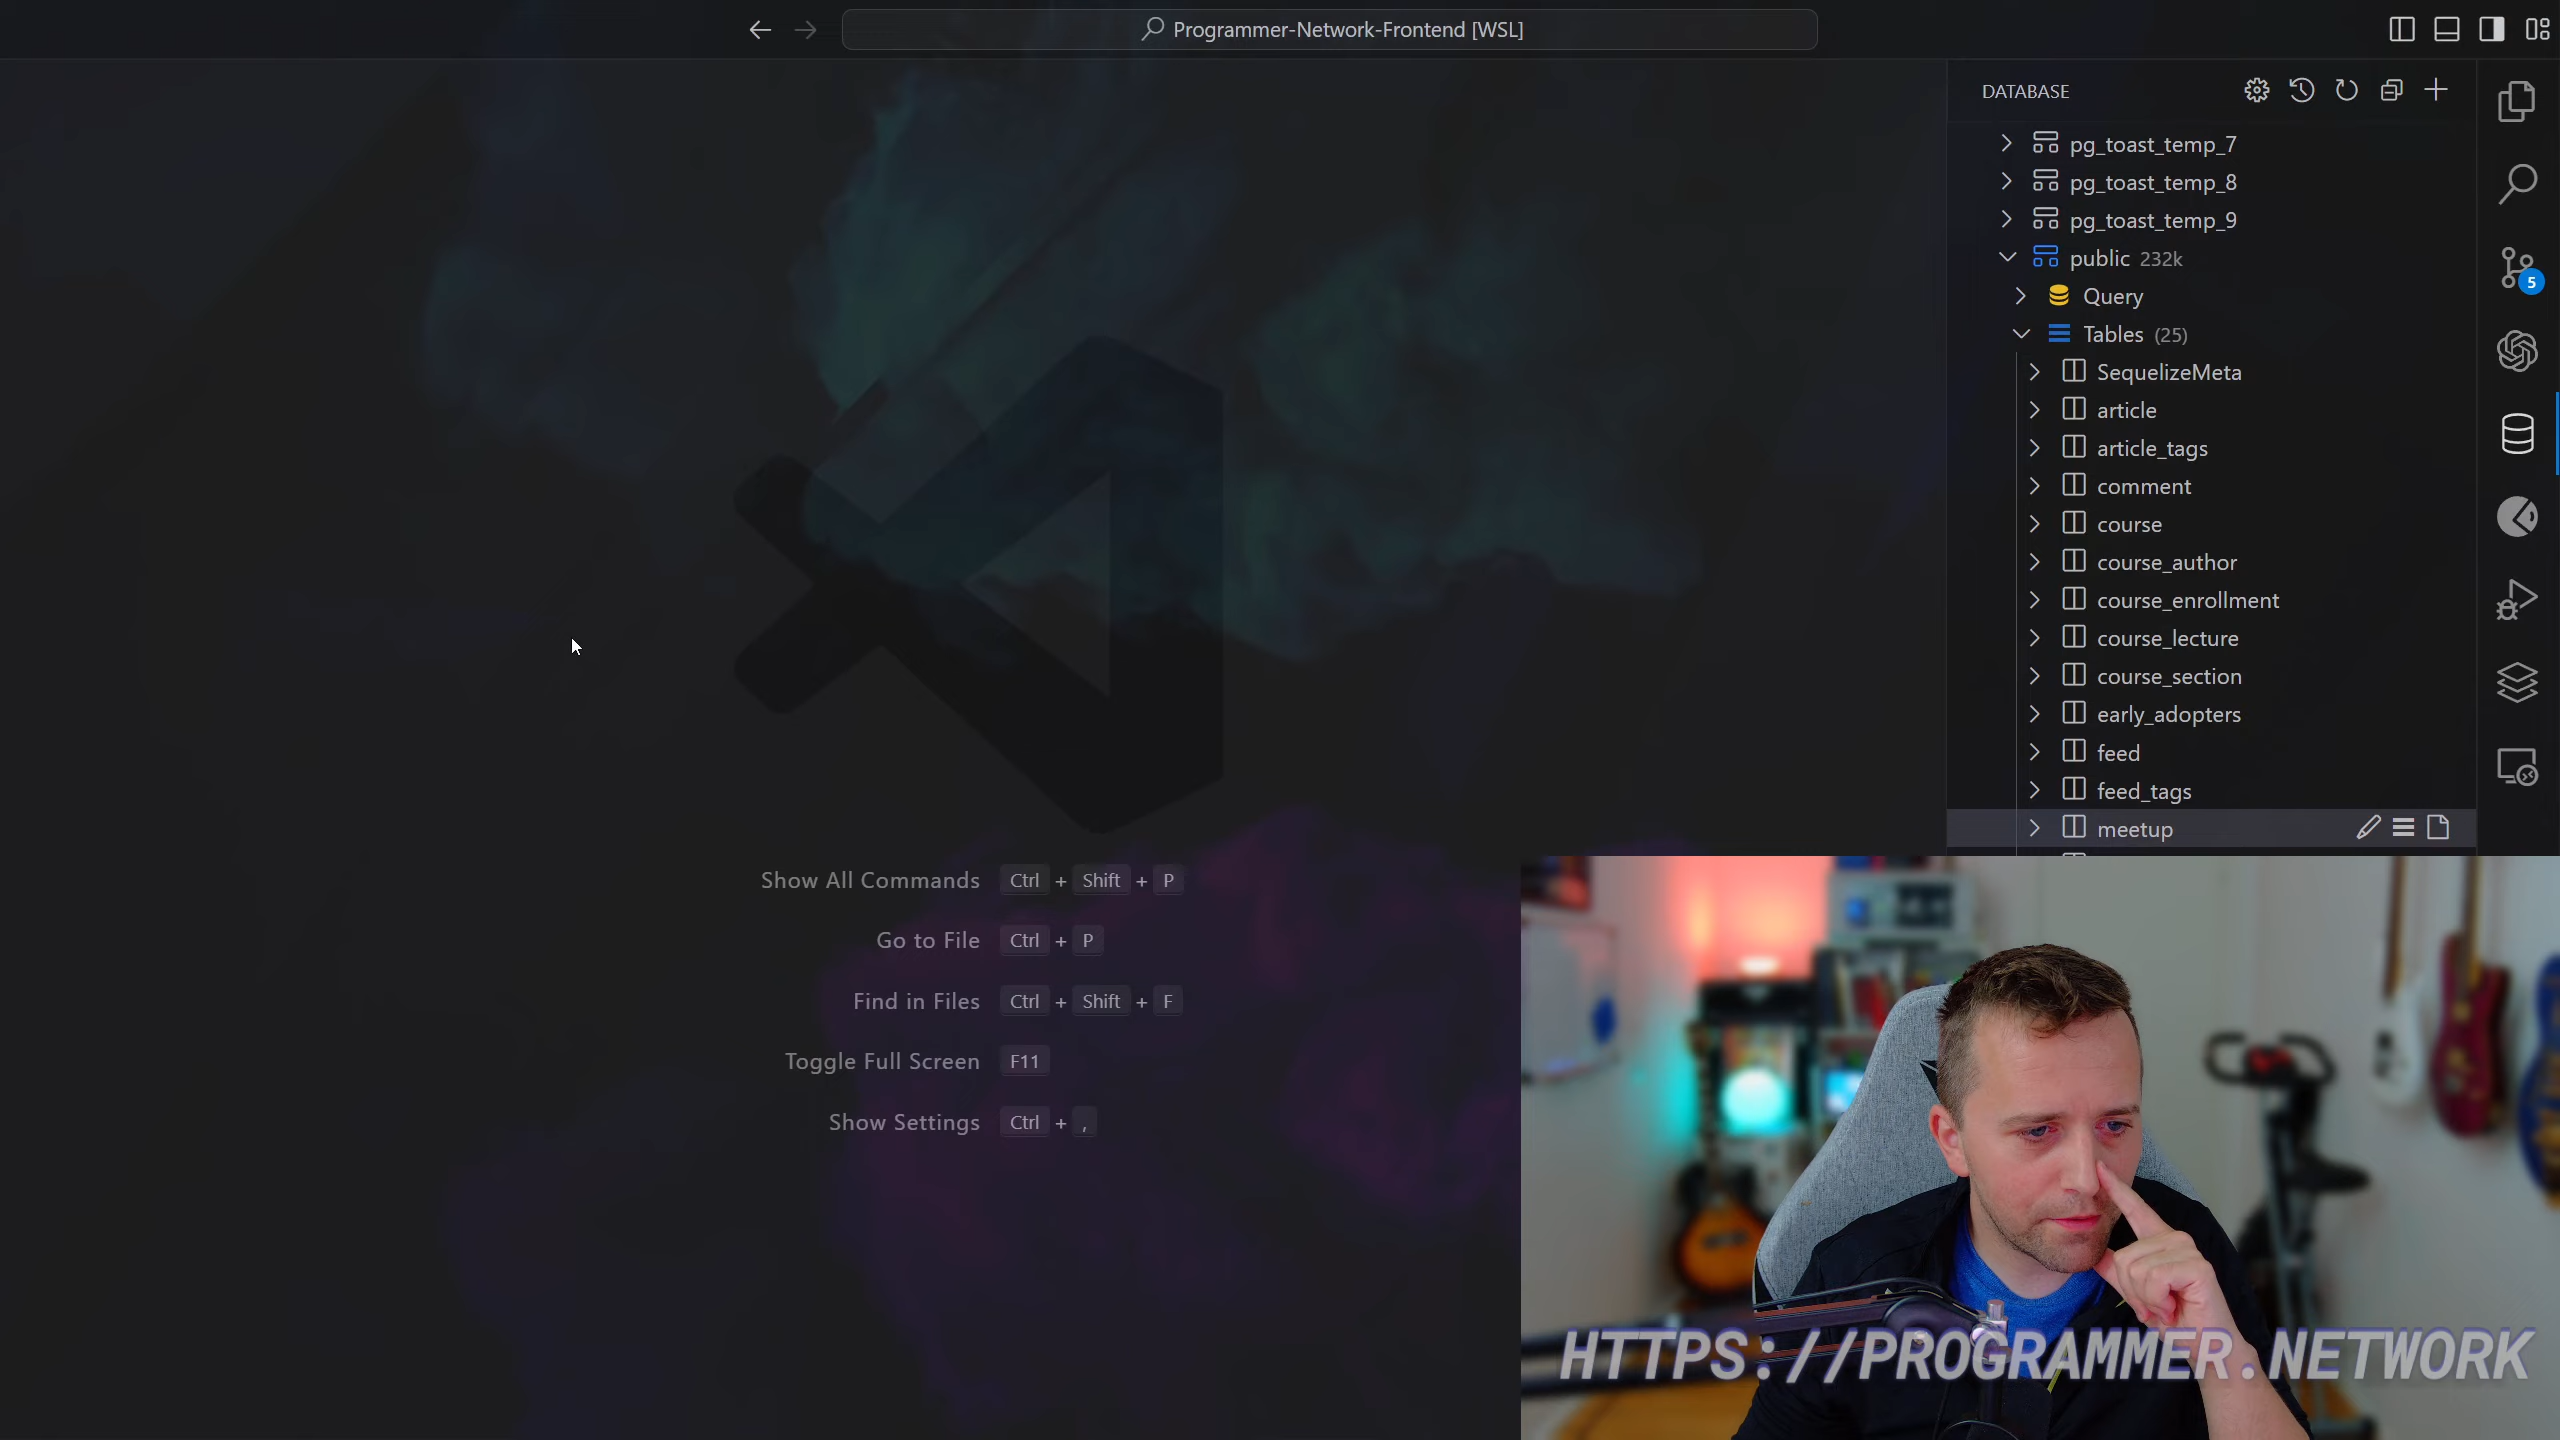 Programmer-Network-Frontend [WSL]
DATABASE
pg_toast_temp_7
pg_toast_temp_8
pg_toast_temp_9
public 232k
Query
Tables (25)
SequelizeMeta
article
article_tags
comment
course
course_author
course_enrollment
course_lecture
course_section
early_adopters
feed
feed_tags
meetup
5
Show All Commands Ctrl + Shift + P
Go to File Ctrl + P
Find in Files Ctrl + Shift + F
Toggle Full Screen F11
Show Settings Ctrl + ,
HTTPS://PROGRAMMER.NETWORK